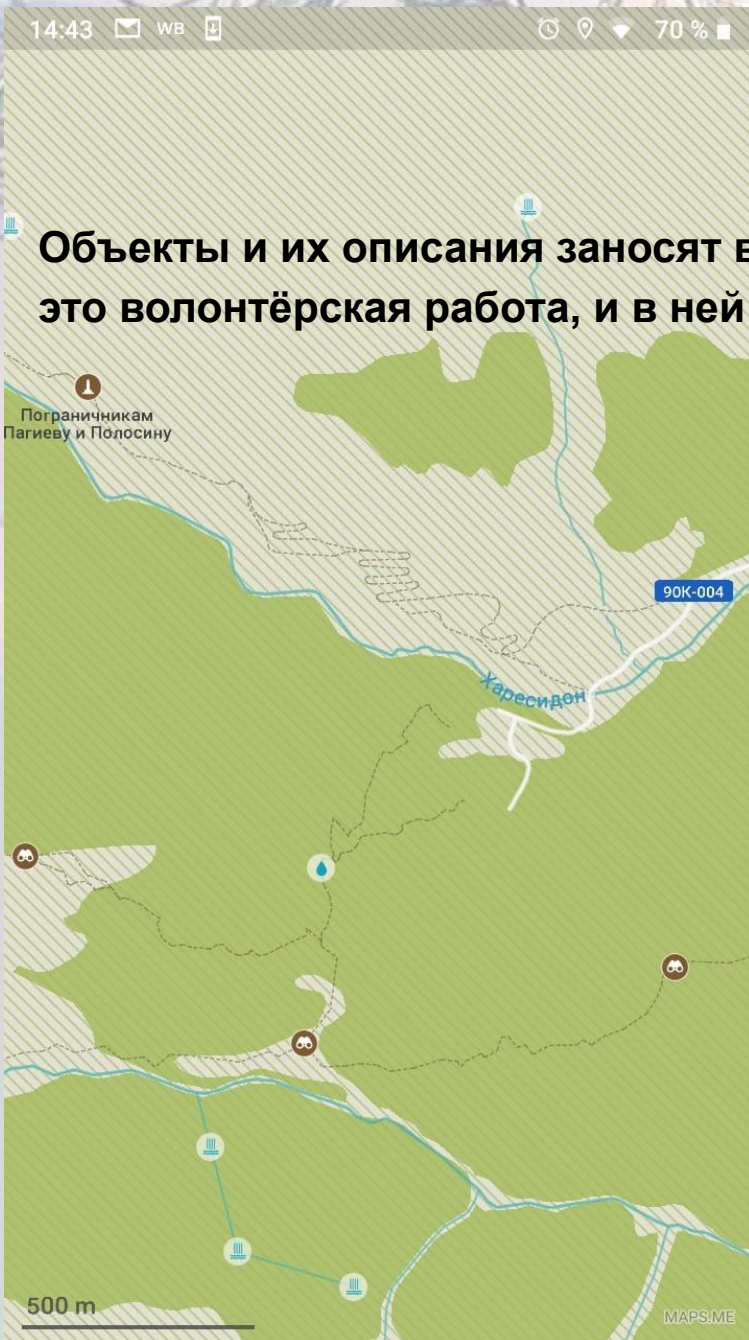 14:43 WB 70 %
Объекты и их описания заносят в
это волонтёрская работа, и в ней
Пограничникам
Пагиеву и Полосину
90К-004
Харесидон
500 m
MAPS.ME